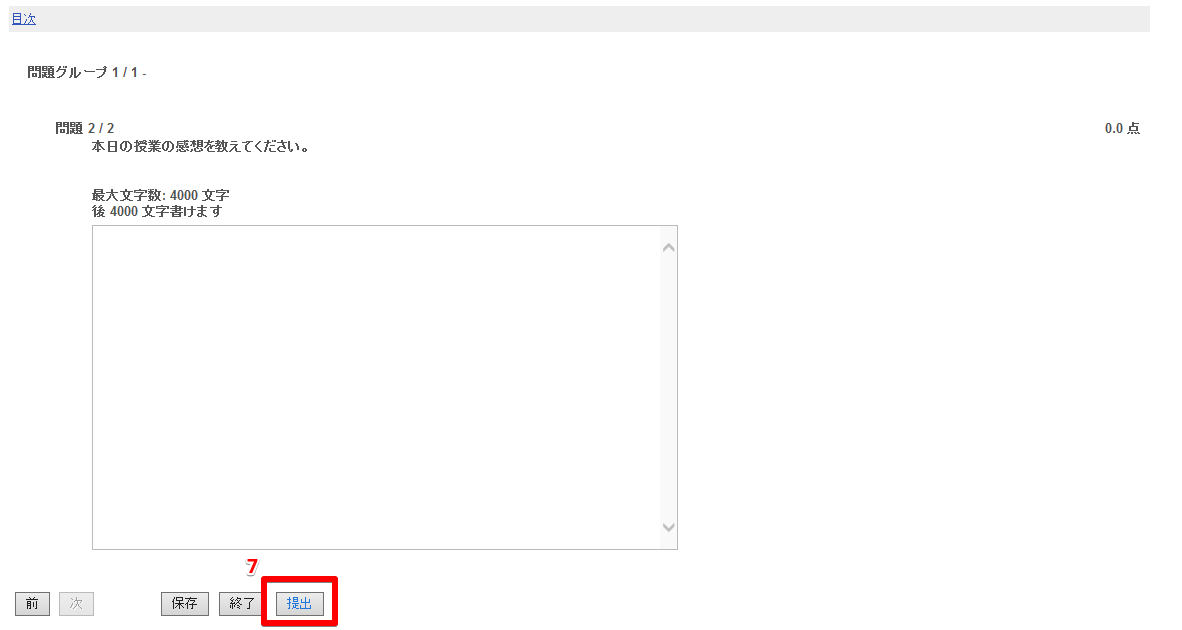 目次
問題グループ 1 / 1 -
問題 2 / 2 0.0 点
本日の授業の感想を教えてください。
最大文字数: 4000 文字
後 4000 文字書けます
7
前 次 保存 終了 提出